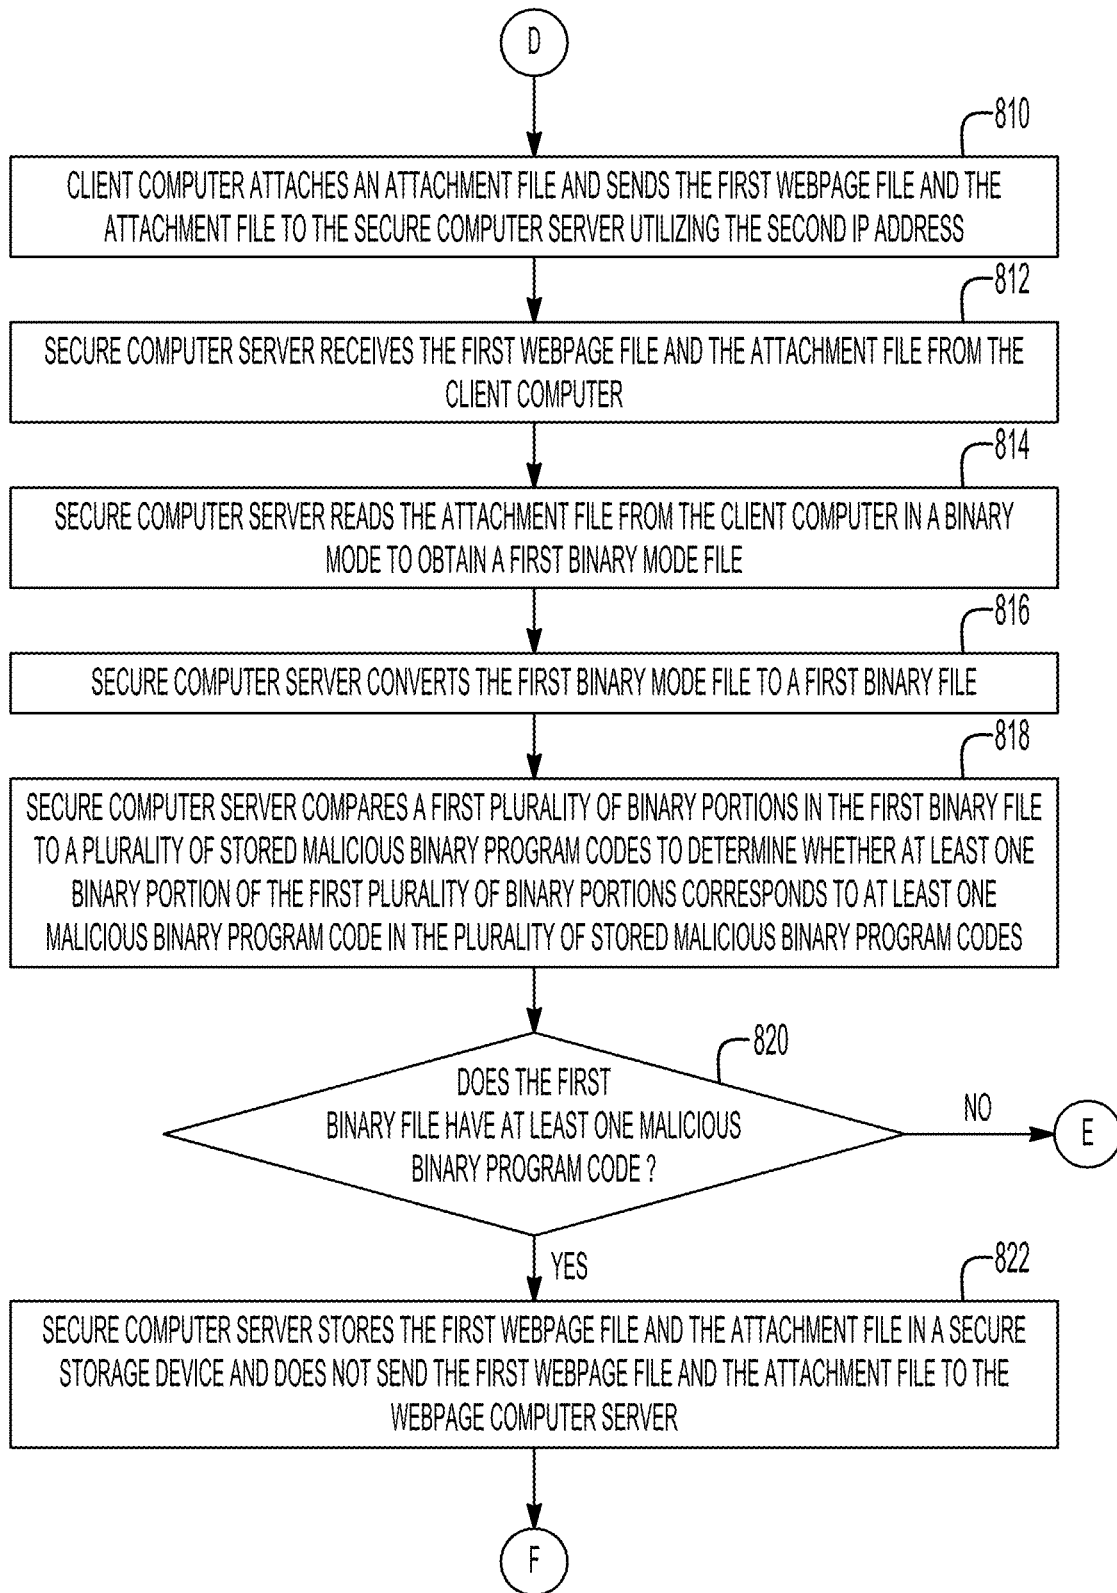 D
810
CLIENT COMPUTER ATTACHES AN ATTACHMENT FILE AND SENDS THE FIRST WEBPAGE FILE AND THE
ATTACHMENT FILE TO THE SECURE COMPUTER SERVER UTILIZING THE SECOND IP ADDRESS
812
SECURE COMPUTER SERVER RECEIVES THE FIRST WEBPAGE FILE AND THE ATTACHMENT FILE FROM THE
CLIENT COMPUTER
814
SECURE COMPUTER SERVER READS THE ATTACHMENT FILE FROM THE CLIENT COMPUTER IN A BINARY
MODE TO OBTAIN A FIRST BINARY MODE FILE
816
SECURE COMPUTER SERVER CONVERTS THE FIRST BINARY MODE FILE TO A FIRST BINARY FILE
818
SECURE COMPUTER SERVER COMPARES A FIRST PLURALITY OF BINARY PORTIONS IN THE FIRST BINARY FILE
TO A PLURALITY OF STORED MALICIOUS BINARY PROGRAM CODES TO DETERMINE WHETHER AT LEAST ONE
BINARY PORTION OF THE FIRST PLURALITY OF BINARY PORTIONS CORRESPONDS TO AT LEAST ONE
MALICIOUS BINARY PROGRAM CODE IN THE PLURALITY OF STORED MALICIOUS BINARY PROGRAM CODES
820
DOES THE FIRST
BINARY FILE HAVE AT LEAST ONE MALICIOUS
BINARY PROGRAM CODE ?
NO
E
YES
822
SECURE COMPUTER SERVER STORES THE FIRST WEBPAGE FILE AND THE ATTACHMENT FILE IN A SECURE
STORAGE DEVICE AND DOES NOT SEND THE FIRST WEBPAGE FILE AND THE ATTACHMENT FILE TO THE
WEBPAGE COMPUTER SERVER
F